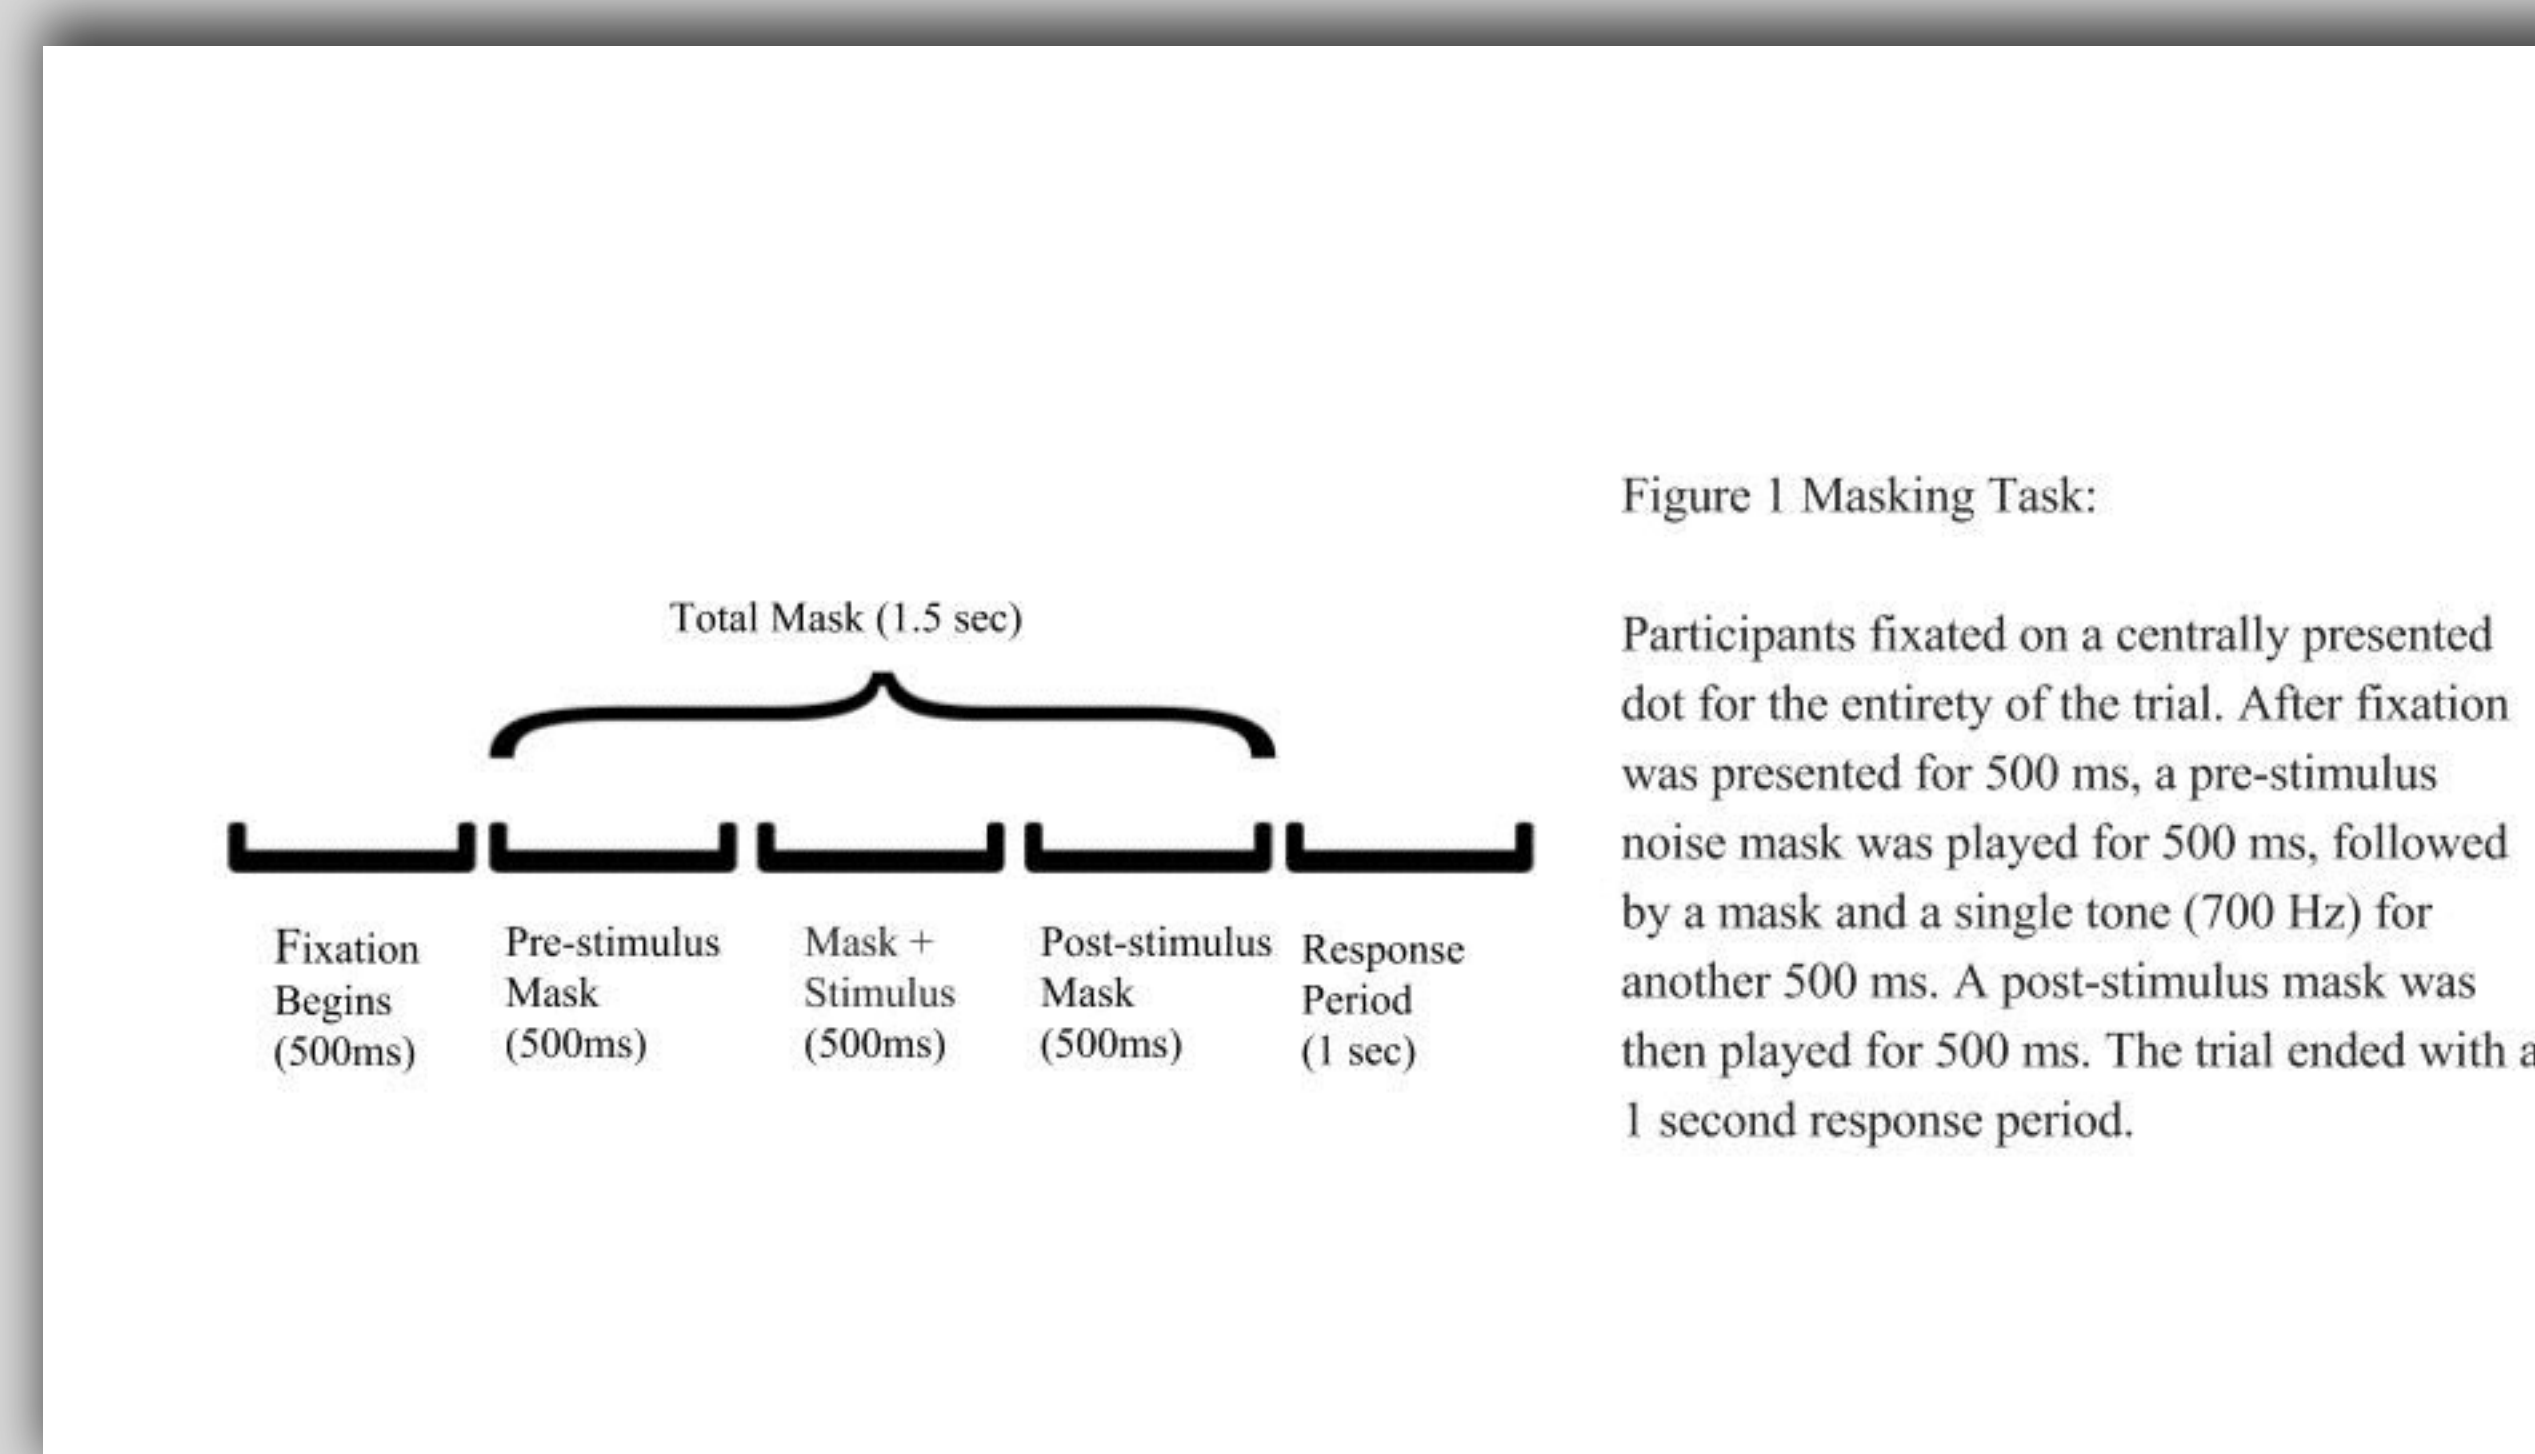 Total Mask (1.5 sec)
Fixation
Begins
(500ms)
Pre-stimulus
Mask
(500ms)
Mask +
Stimulus
(500ms)
Post-stimulus
Mask
(500ms)
Response
Period
(1 sec)
Figure 1 Masking Task:
Participants fixated on a centrally presented
dot for the entirety of the trial. After fixation
was presented for 500 ms, a pre-stimulus
noise mask was played for 500 ms, followed
by a mask and a single tone (700 Hz) for
another 500 ms. A post-stimulus mask was
then played for 500 ms. The trial ended with a
1 second response period.